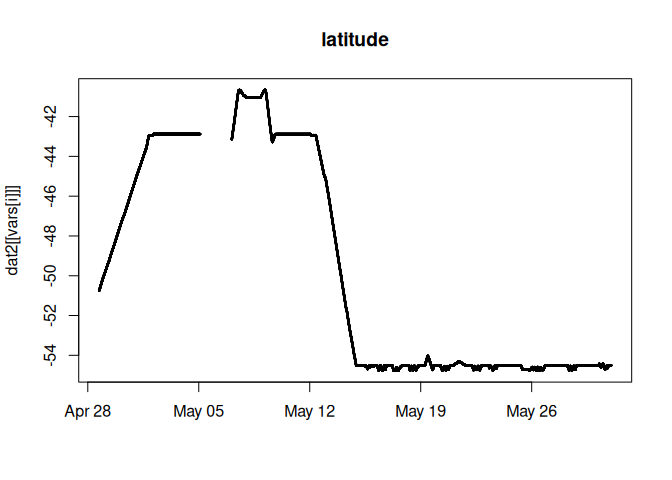 latitude
dat2[[vars[i]]]
-42
-44
-46
-48
-50
-52
-54
Apr 28
May 05
May 12
May 19
May 26